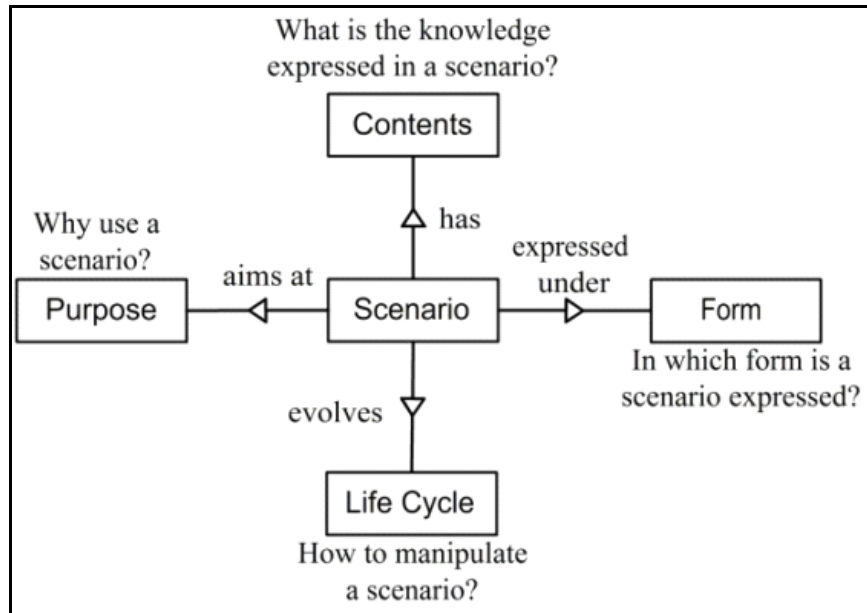 What is the knowledge
expressed in a scenario?
Contents
has
Why use a
scenario?
Purpose
aims at
Scenario
expressed
under
Form
In which form is a
scenario expressed?
evolves
Life Cycle
How to manipulate
a scenario?